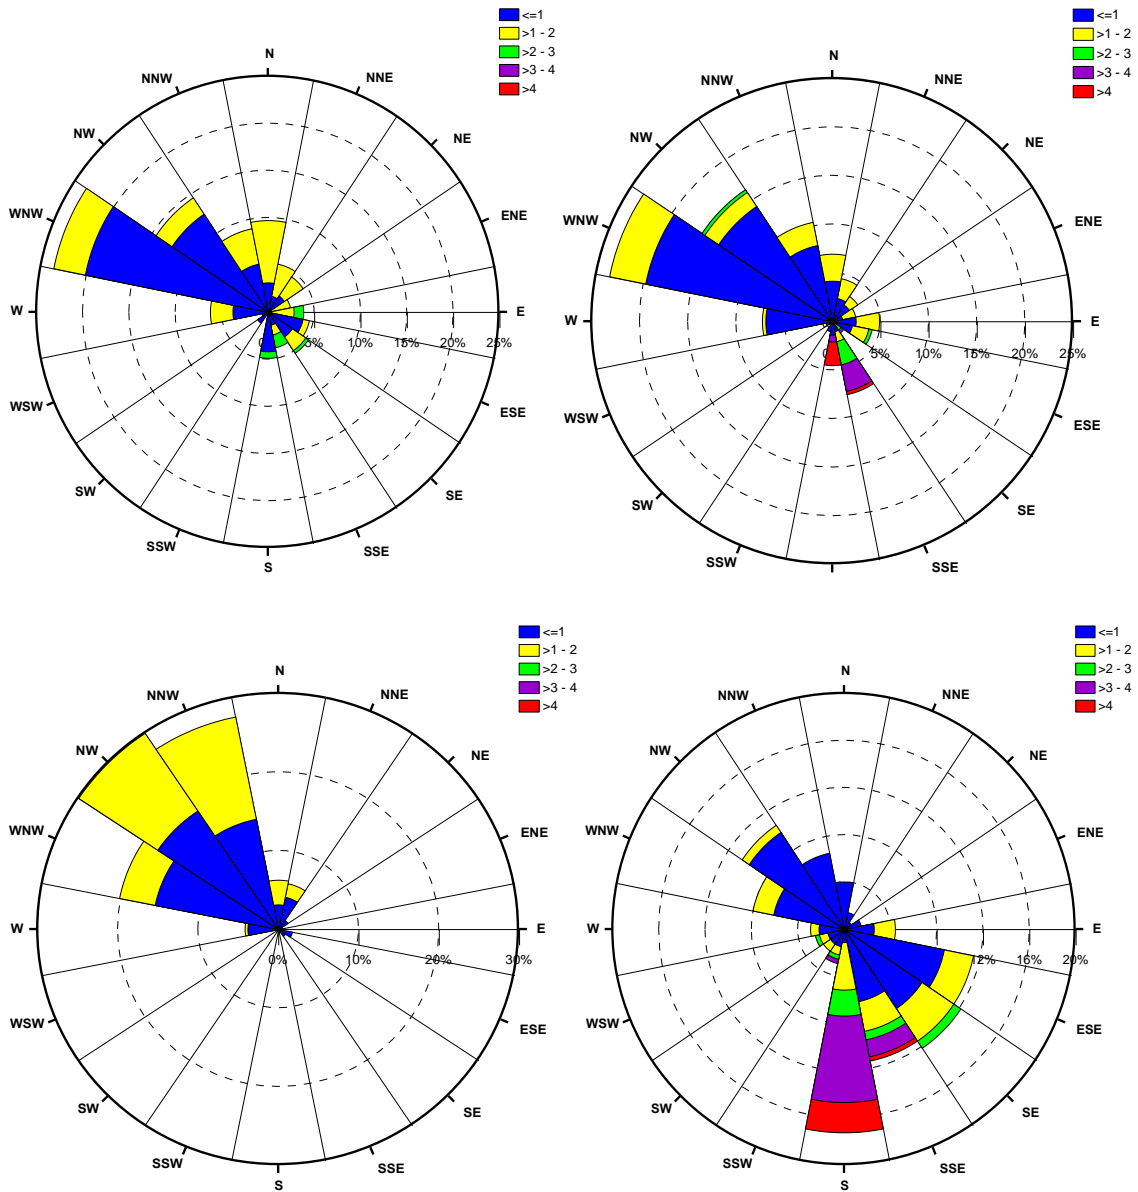 <=1
>1 - 2
>2 - 3
>3 - 4
>4
N
NNE
NE
ENE
E
ESE
SE
SSE
S
SSW
SW
WSW
W
WNW
NW
NNW
5%
10%
15%
20%
25%
<=1
>1 - 2
>2 - 3
>3 - 4
>4
N
NNE
NE
ENE
E
ESE
SE
SSE
SSW
SW
WSW
W
WNW
NW
NNW
5%
10%
15%
20%
25%
<=1
>1 - 2
>2 - 3
>3 - 4
>4
N
NNE
NE
ENE
E
ESE
SE
SSE
S
SSW
SW
WSW
W
WNW
NW
NNW
0%
10%
20%
30%
<=1
>1 - 2
>2 - 3
>3 - 4
>4
N
NNE
NE
ENE
E
ESE
SE
SSE
S
SSW
SW
WSW
W
WNW
NW
NNW
12%
16%
20%